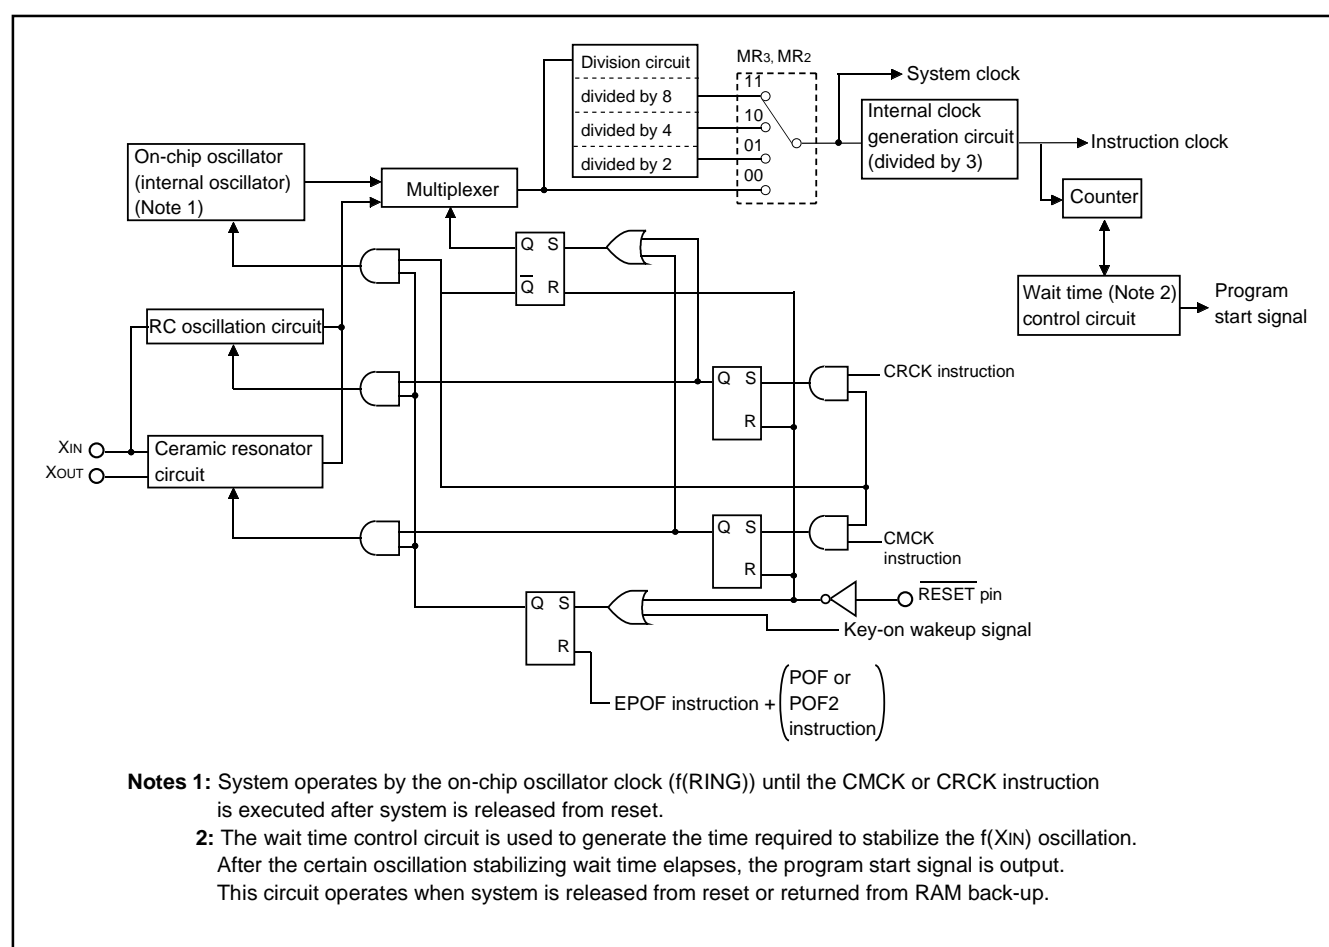 Division circuit
MR3, MR2
System clock
11
divided by 8
Internal clock
generation circuit
(divided by 3)
10
divided by 4
Instruction clock
01
divided by 2
On-chip oscillator
(internal oscillator)
(Note 1)
Multiplexer
00
Counter
Q S
Q̅ R
Wait time (Note 2)
control circuit
Program
start signal
RC oscillation circuit
CRCK instruction
Q S
R
XIN
XOUT
Ceramic resonator
circuit
Q S
R
CMCK
instruction
R̅E̅S̅E̅T̅ pin
Q S
R
Key-on wakeup signal
EPOF instruction + (POF or
POF2
instruction)
Notes 1: System operates by the on-chip oscillator clock (f(RING)) until the CMCK or CRCK instruction
is executed after system is released from reset.
2: The wait time control circuit is used to generate the time required to stabilize the f(XIN) oscillation.
After the certain oscillation stabilizing wait time elapses, the program start signal is output.
This circuit operates when system is released from reset or returned from RAM back-up.